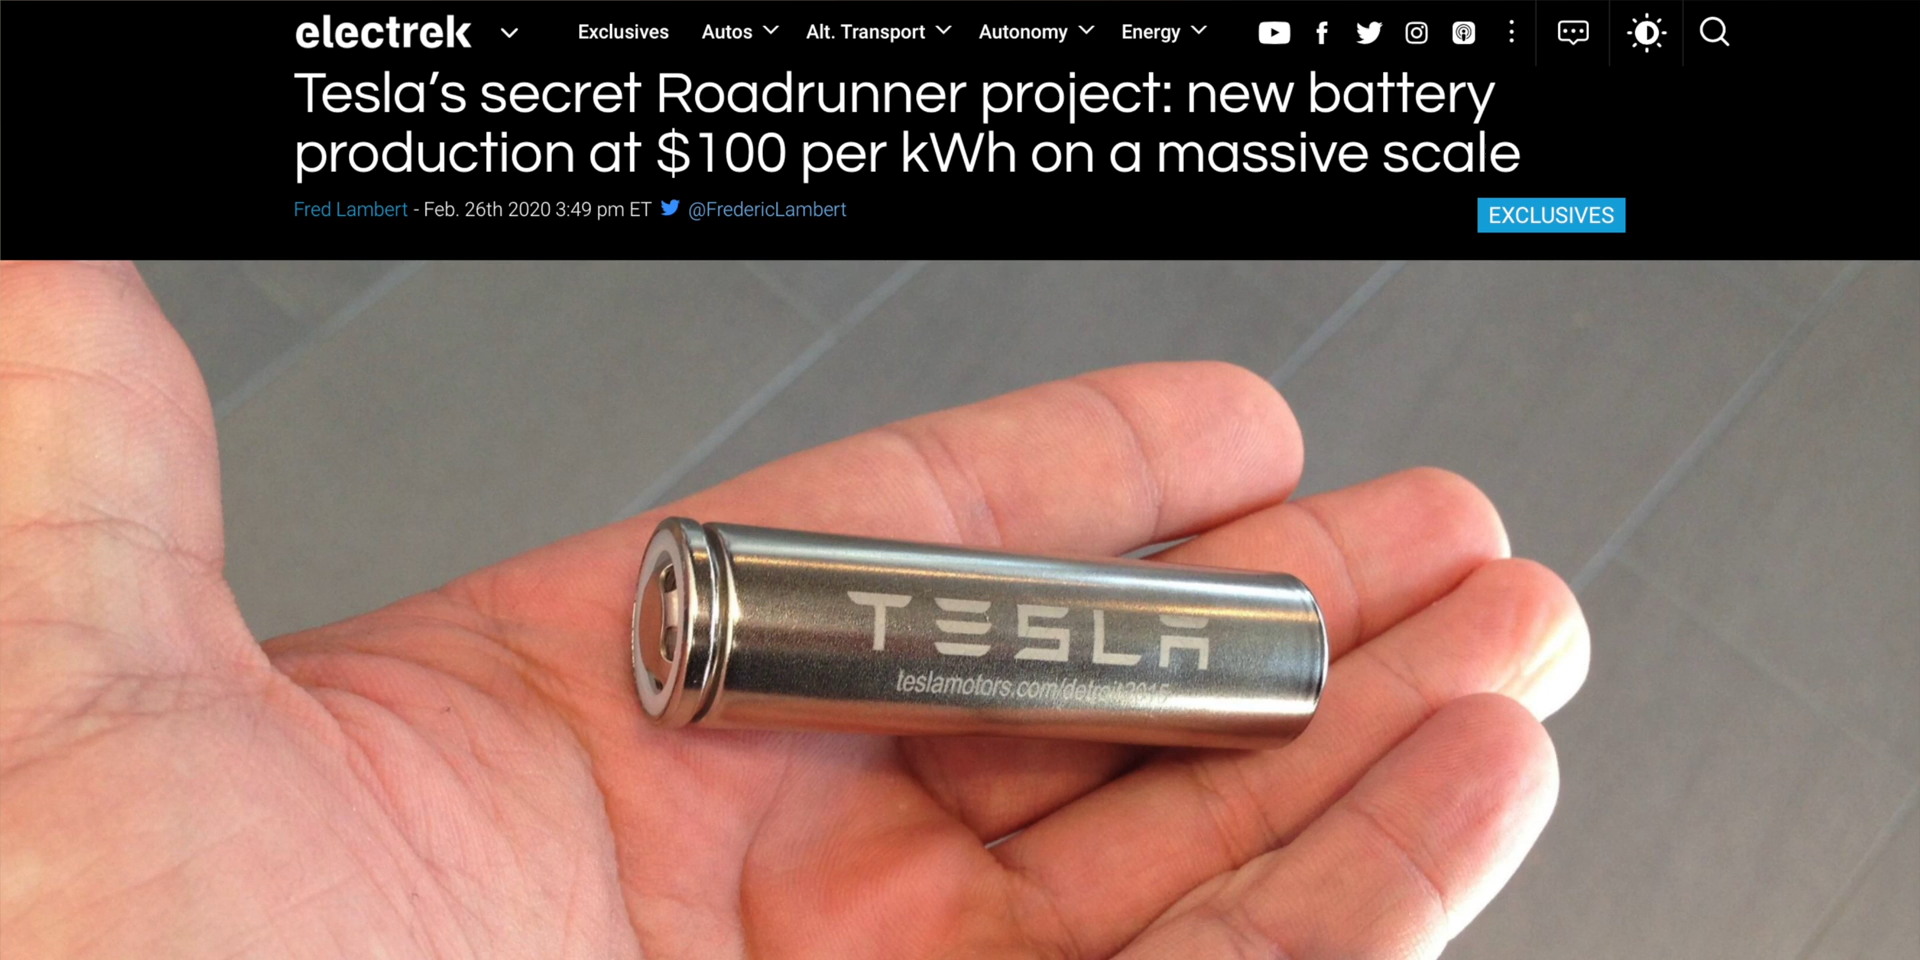 electrek Exclusives Autos Alt. Transport Autonomy Energy
Tesla's secret Roadrunner project: new battery
production at $100 per kWh on a massive scale
Fred Lambert - Feb. 26th 2020 3:49 pm ET @FredericLambert
EXCLUSIVES
TESLA
teslamotors.com/detroit2015